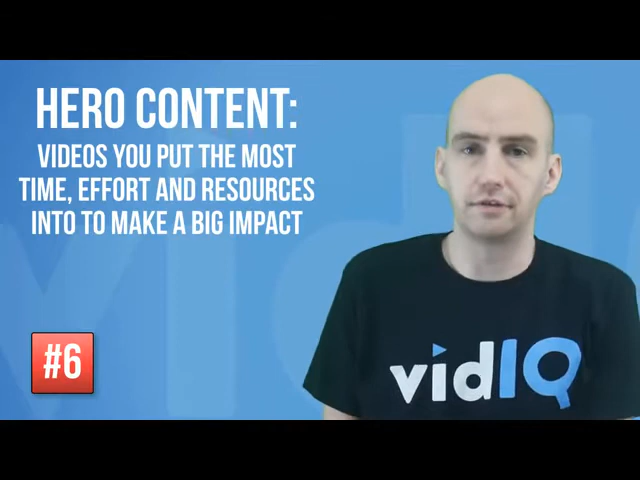 HERO CONTENT:
VIDEOS YOU PUT THE MOST
TIME, EFFORT AND RESOURCES
INTO TO MAKE A BIG IMPACT
#6
vidIQ